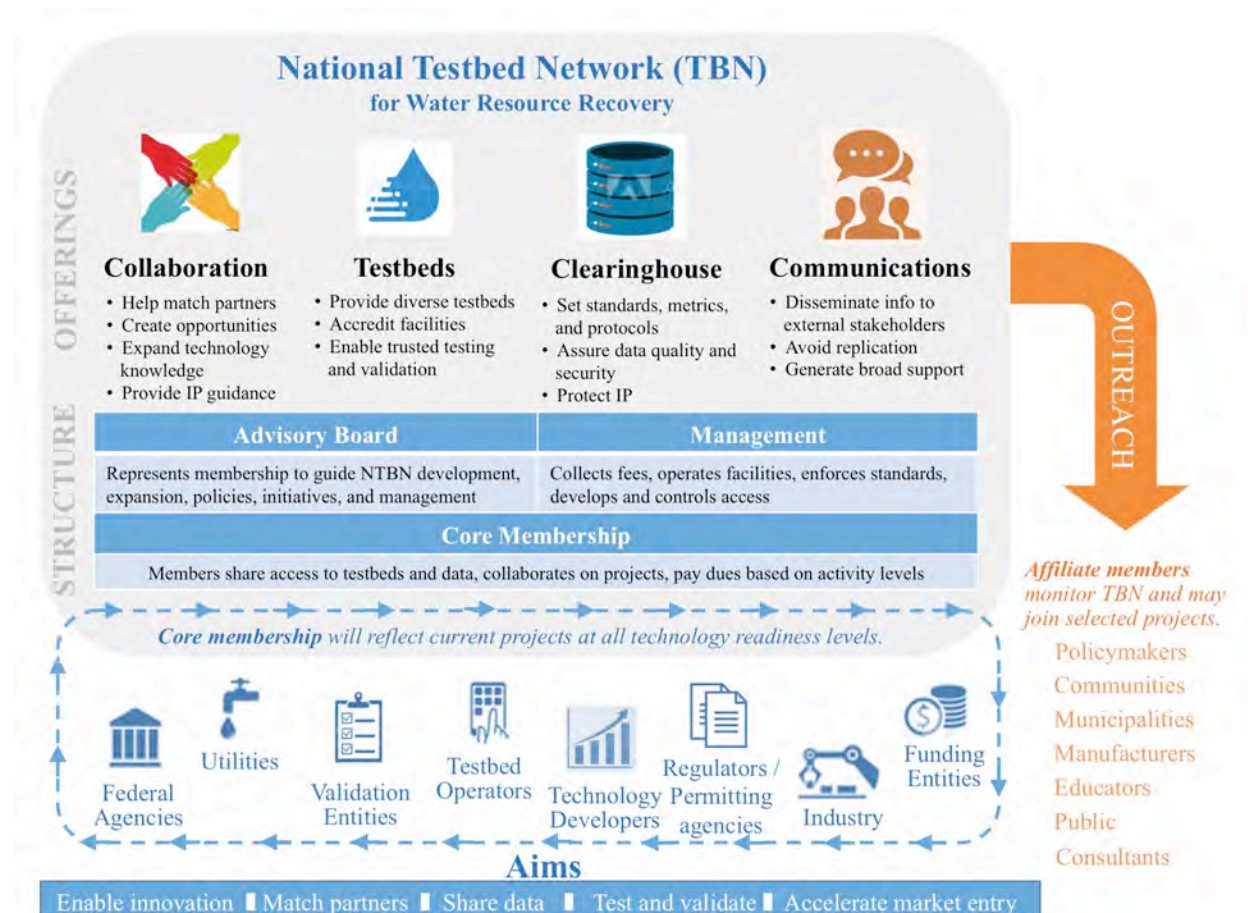 National Testbed Network (TBN)
for Water Resource Recovery
OFFERINGS
Collaboration
• Help match partners
• Create opportunities
• Expand technology
knowledge
• Provide IP guidance
Testbeds
• Provide diverse testbeds
• Accredit facilities
• Enable trusted testing
and validation
Clearinghouse
• Set standards, metrics,
and protocols
• Assure data quality and
security
• Protect IP
Communications
• Disseminate info to
external stakeholders
• Avoid replication
• Generate broad support
OUTREACH
STRUCTURE
Advisory Board
Represents membership to guide NTBN development,
expansion, policies, initiatives, and management
Management
Collects fees, operates facilities, enforces standards,
develops and controls access
Core Membership
Members share access to testbeds and data, collaborates on projects, pay dues based on activity levels
Core membership will reflect current projects at all technology readiness levels.
Federal
Agencies
Utilities
Validation
Entities
Testbed
Operators
Technology
Developers
Regulators /
Permitting
agencies
Industry
$
Funding
Entities
Affiliate members
monitor TBN and may
join selected projects.
Policymakers
Communities
Municipalities
Manufacturers
Educators
Public
Consultants
Aims
Enable innovation Match partners Share data Test and validate Accelerate market entry